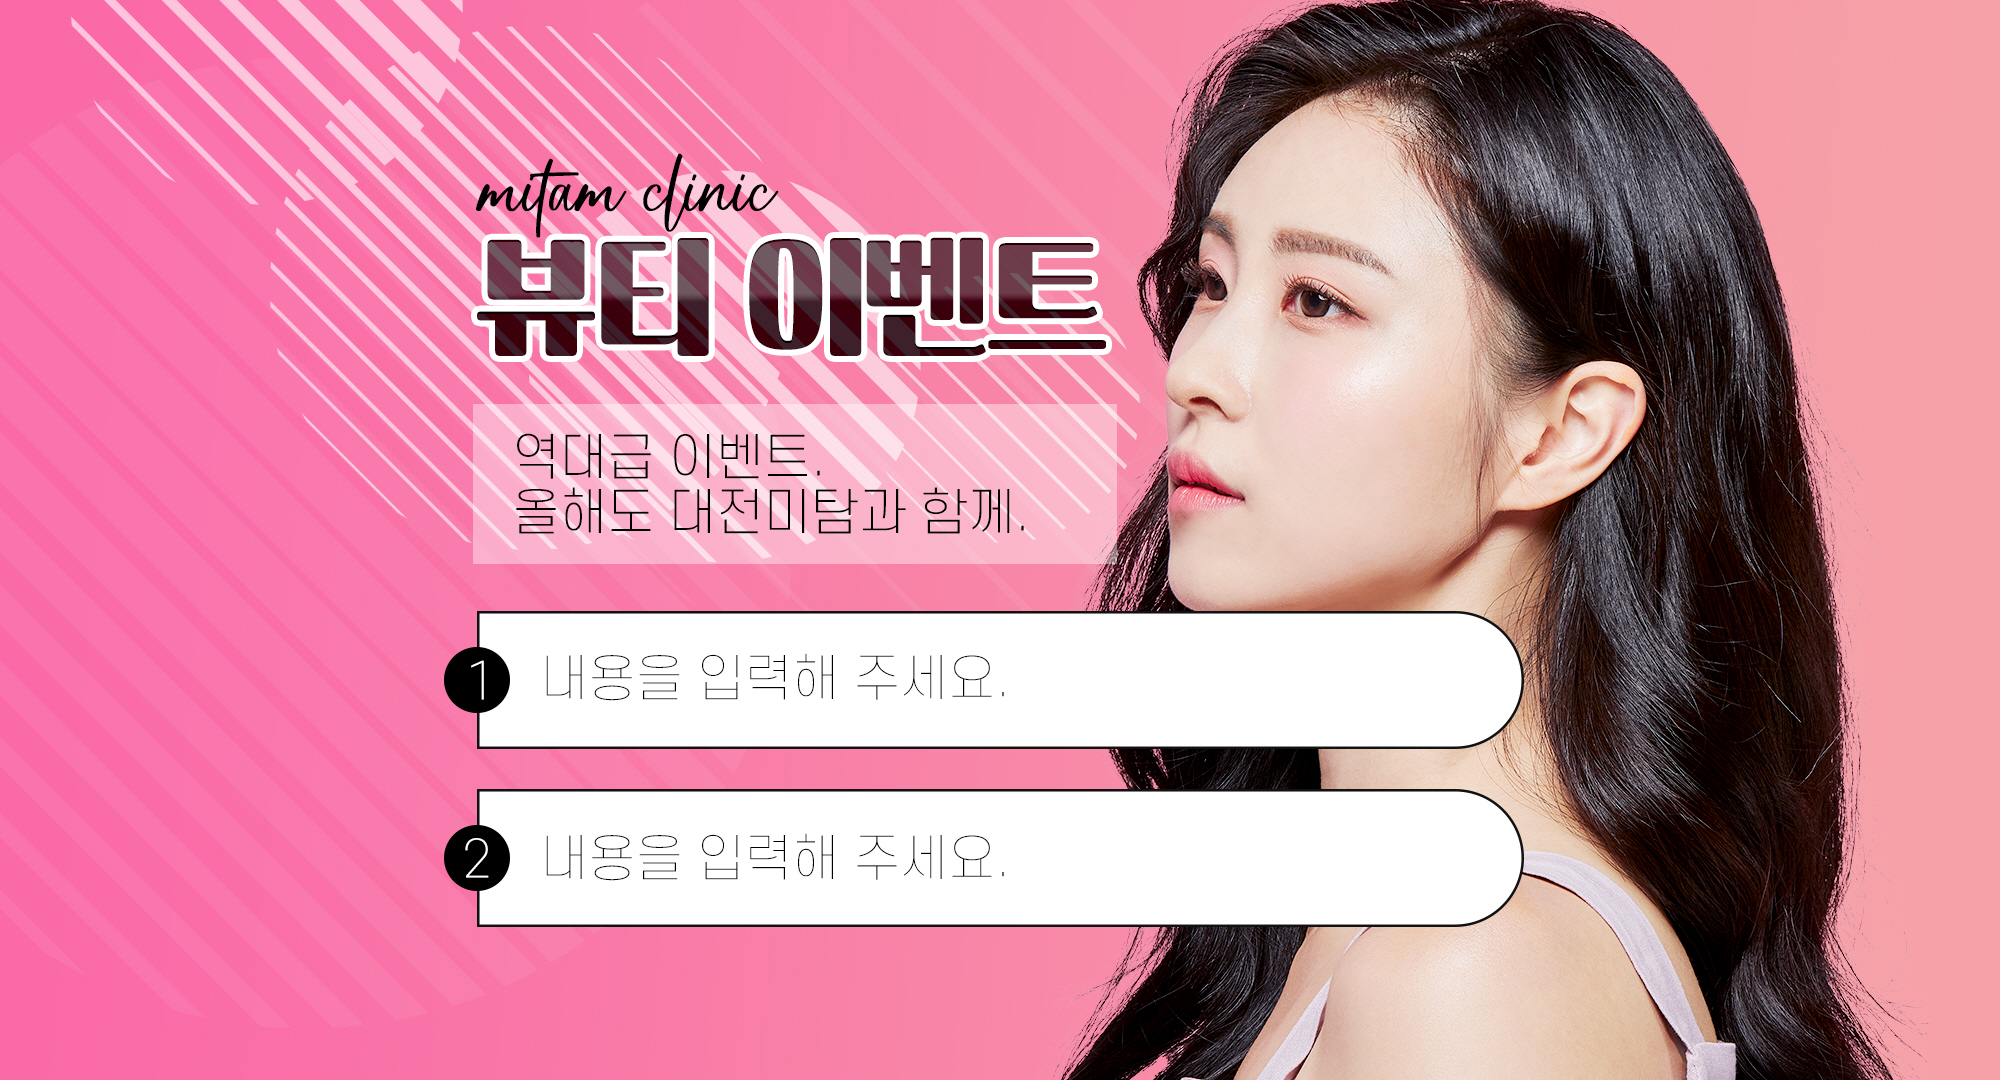 mitam clinic
뷰티 이벤트
역대급 이벤트.
올해도 대전미탐과 함께.
1 내용을 입력해 주세요.
2 내용을 입력해 주세요.